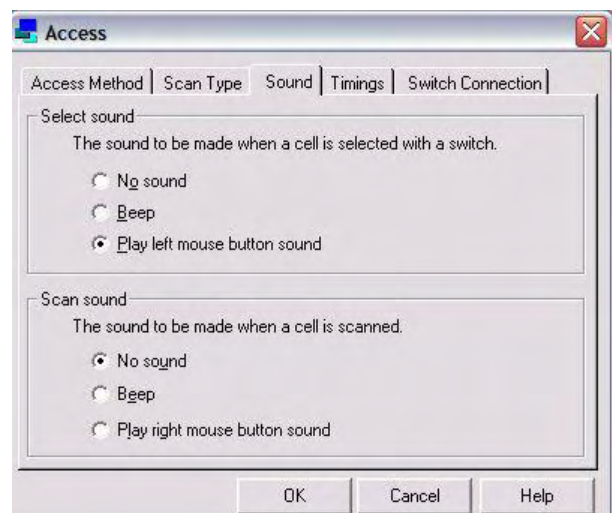 Access
Access Method Scan Type Sound Timings Switch Connection
Select sound
The sound to be made when a cell is selected with a switch.
No sound
Beep
Play left mouse button sound
Scan sound
The sound to be made when a cell is scanned.
No sound
Beep
Play right mouse button sound
OK Cancel Help